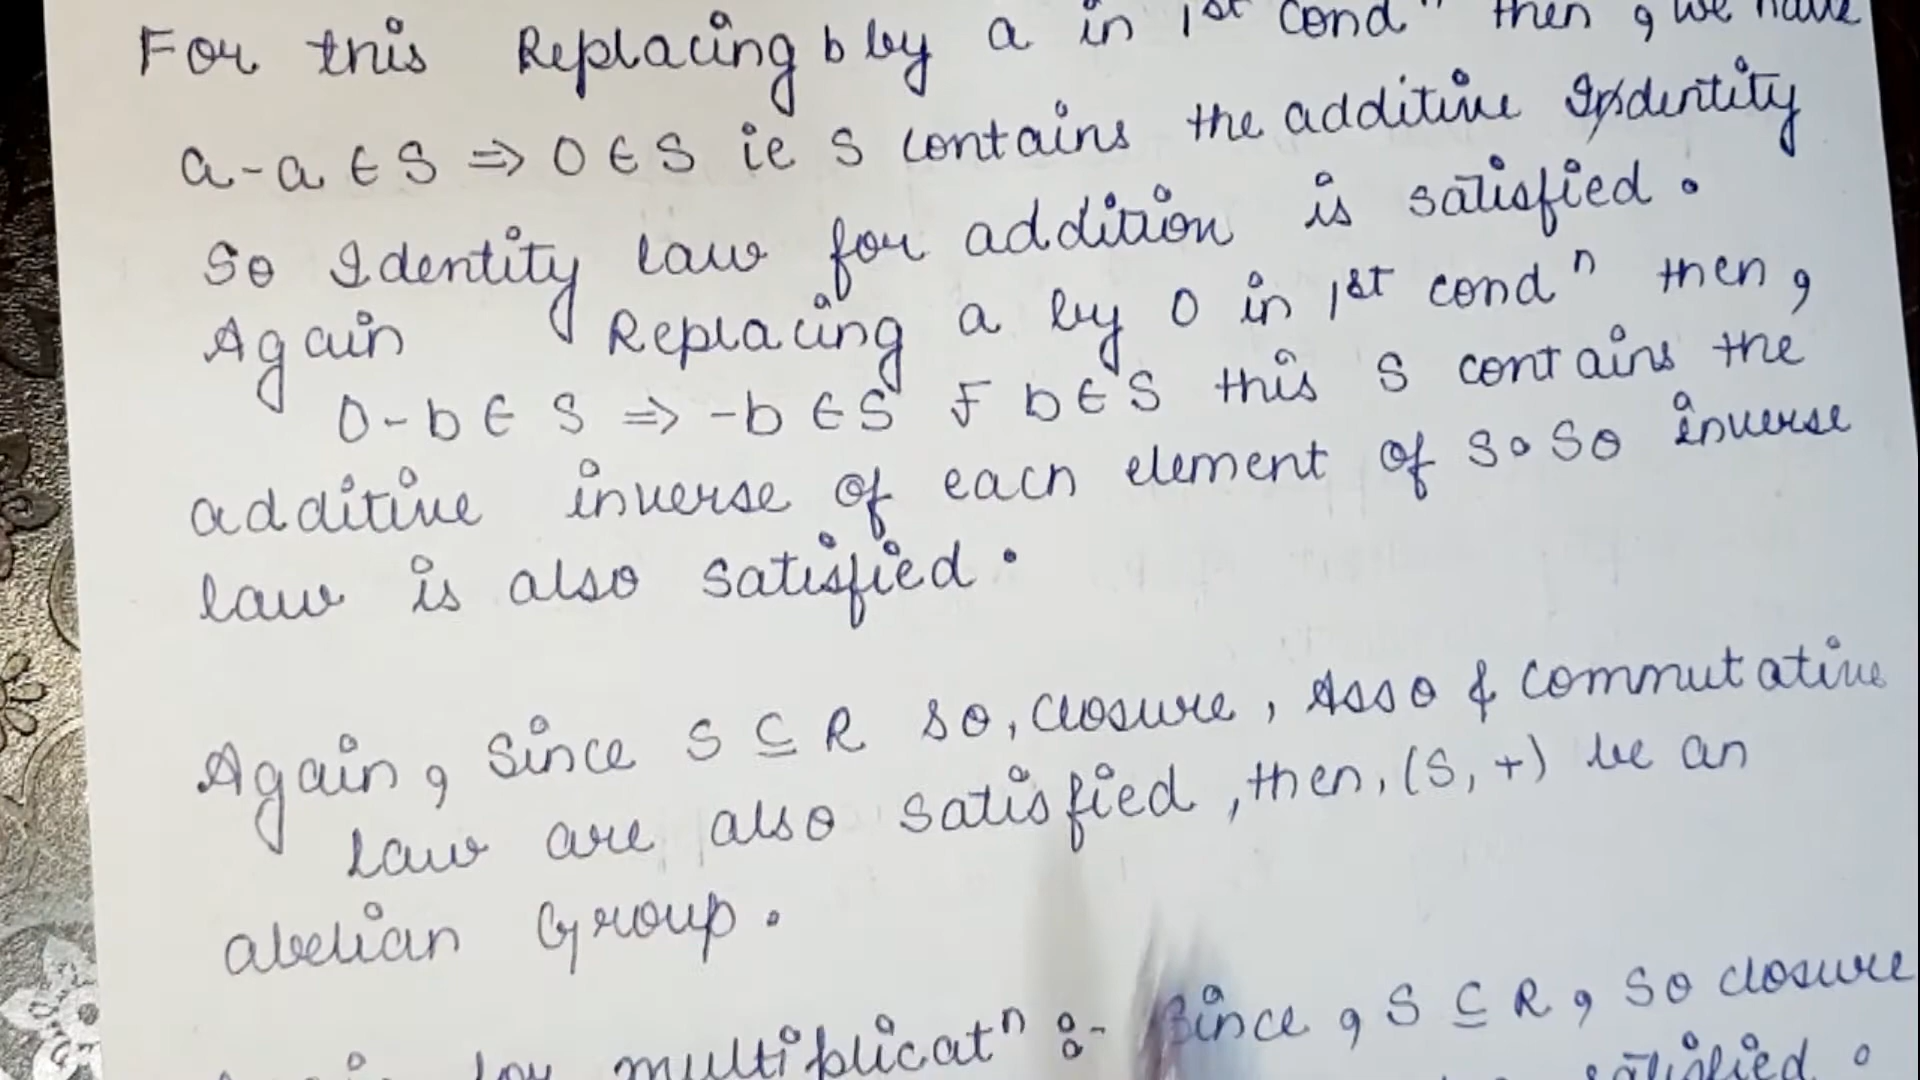 For this Replacing b by a in 1st condⁿ then, we have
a-a ∈ S ⇒ 0 ∈ S ie S contains the additive Identity
So Identity law for addition is satisfied.
Again Replacing a by 0 in 1st condⁿ then,
0-b ∈ S ⇒ -b ∈ S ∀ b ∈ S this S contains the
additive inverse of each element of S. So inverse
law is also satisfied.
Again, Since S ⊆ R so, closure, Asso & commutative
law are also satisfied, then, (S, +) be an
abelian Group.
for multiplicatⁿ :- Since, S ⊆ R, So closure
satisfied.